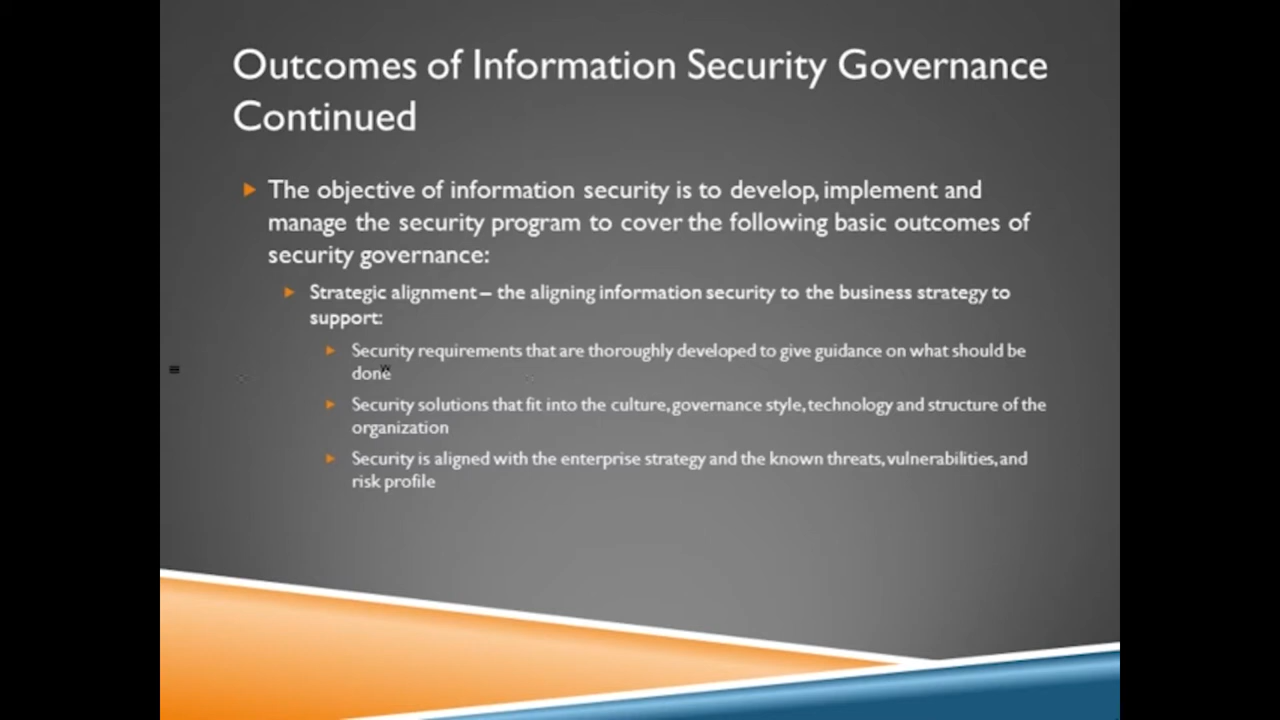 Outcomes of Information Security Governance
Continued
The objective of information security is to develop, implement and
manage the security program to cover the following basic outcomes of
security governance:
Strategic alignment – the aligning information security to the business strategy to
support:
Security requirements that are thoroughly developed to give guidance on what should be
done
Security solutions that fit into the culture, governance style, technology and structure of the
organization
Security is aligned with the enterprise strategy and the known threats, vulnerabilities, and
risk profile